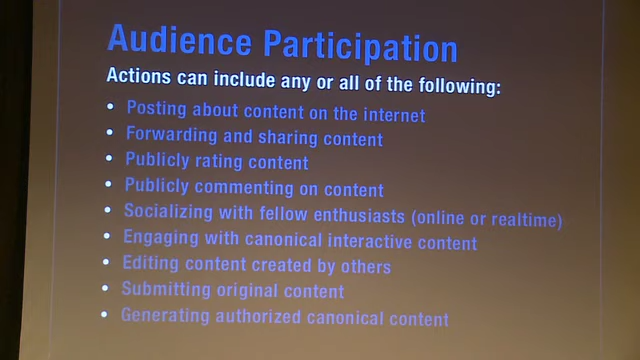 Audience Participation
Actions can include any or all of the following:
• Posting about content on the internet
• Forwarding and sharing content
• Publicly rating content
• Publicly commenting on content
• Socializing with fellow enthusiasts (online or realtime)
• Engaging with canonical interactive content
• Editing content created by others
• Submitting original content
• Generating authorized canonical content